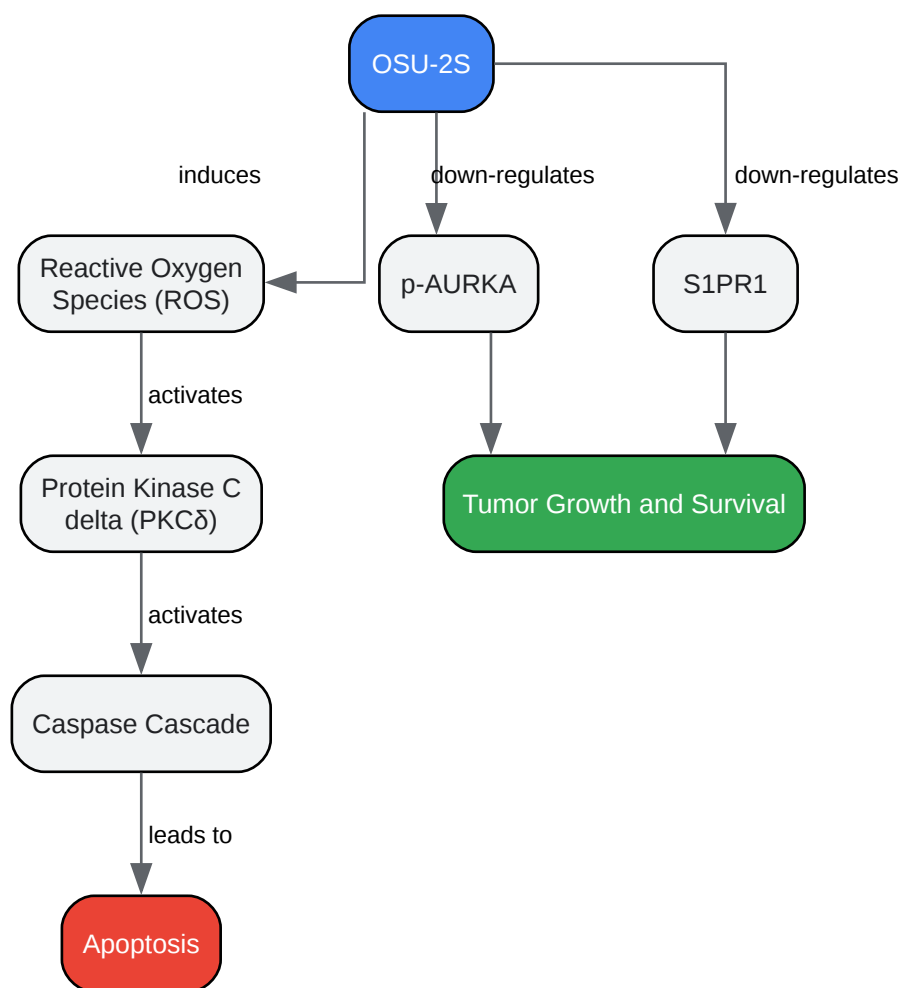 OSU-2S
induces
down-regulates
down-regulates
Reactive Oxygen
Species (ROS)
p-AURKA
S1PR1
activates
Protein Kinase C
delta (PKCδ)
Tumor Growth and Survival
activates
Caspase Cascade
leads to
Apoptosis